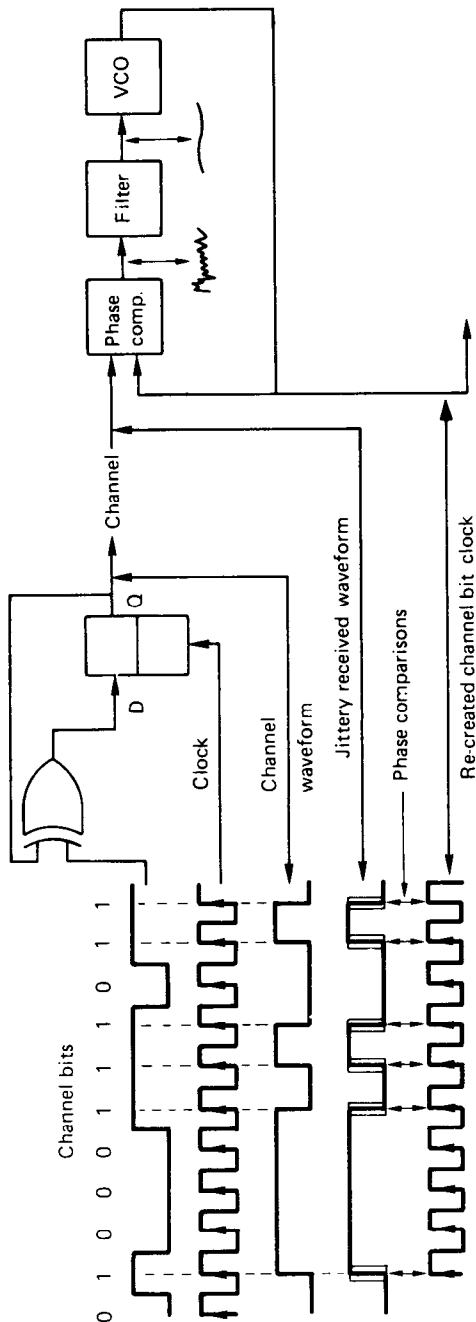 Channel bits
0 1 0 0 0 1 1 1 0 1 1
D
Q
Clock
Channel
Channel
waveform
Jittery received waveform
Phase comparisons
Re-created channel bit clock
Phase
comp.
Filter
VCO